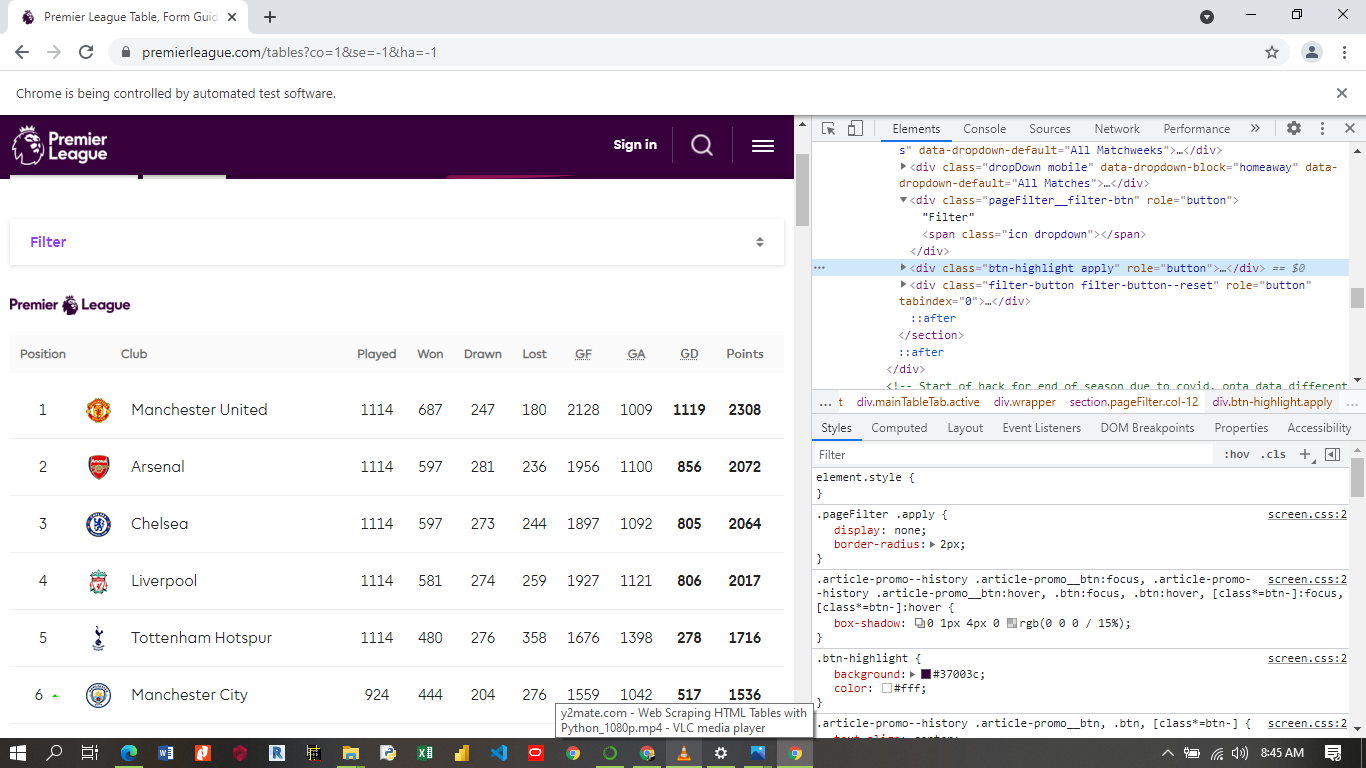 Premier League Table, Form Guid
premierleague.com/tables?co=1&se=-1&ha=-1
Chrome is being controlled by automated test software.
Premier
League
Sign in
Filter
Premier League
Position Club Played Won Drawn Lost GF GA GD Points
1 Manchester United 1114 687 247 180 2128 1009 1119 2308
2 Arsenal 1114 597 281 236 1956 1100 856 2072
3 Chelsea 1114 597 273 244 1897 1092 805 2064
4 Liverpool 1114 581 274 259 1927 1121 806 2017
5 Tottenham Hotspur 1114 480 276 358 1676 1398 278 1716
6 Manchester City 924 444 204 276 1559 1042 517 1536
y2mate.com - Web Scraping HTML Tables with
Python_1080p.mp4 - VLC media player
Elements Console Sources Network Performance »
s" data-dropdown-default="All Matchweeks">…</div>
<div class="dropDown mobile" data-dropdown-block="homeaway" data-
dropdown-default="All Matches">…</div>
<div class="pageFilter__filter-btn" role="button">
"Filter"
<span class="icn dropdown"></span>
</div>
<div class="btn-highlight apply" role="button">…</div> == $0
<div class="filter-button filter-button--reset" role="button"
tabindex="0">…</div>
::after
</section>
::after
</div>
<!-- Start of hack for end of season due to covid, opta data different
… t div.mainTableTab.active div.wrapper section.pageFilter.col-12 div.btn-highlight.apply …
Styles Computed Layout Event Listeners DOM Breakpoints Properties Accessibility
Filter :hov .cls +
element.style {
}
.pageFilter .apply { screen.css:2
display: none;
border-radius: 2px;
}
.article-promo--history .article-promo__btn:focus, .article-promo- screen.css:2
-history .article-promo__btn:hover, .btn:focus, .btn:hover, [class*=btn-]:focus,
[class*=btn-]:hover {
box-shadow: 0 1px 4px 0 rgb(0 0 0 / 15%);
}
.btn-highlight { screen.css:2
background: #37003c;
color: #fff;
}
.article-promo--history .article-promo__btn, .btn, [class*=btn-] { screen.css:2
text-align: center;
8:45 AM